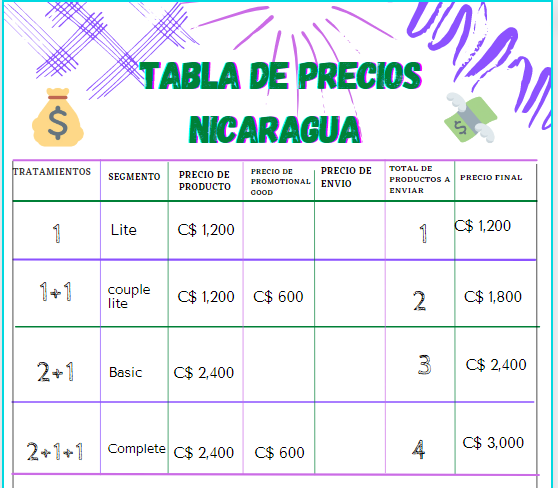 TABLA DE PRECIOS
NICARAGUA
$
$
TRATAMIENTOS
SEGMENTO
PRECIO DE
PRODUCTO
PRECIO DE
PROMOTIONAL
GOOD
PRECIO DE
ENVIO
TOTAL DE
PRODUCTOS A
ENVIAR
PRECIO FINAL
1
Lite
C$ 1,200
1
C$ 1,200
1+1
couple
lite
C$ 1,200
C$ 600
2
C$ 1,800
2+1
Basic
C$ 2,400
3
C$ 2,400
2+1+1
Complete
C$ 2,400
C$ 600
4
C$ 3,000